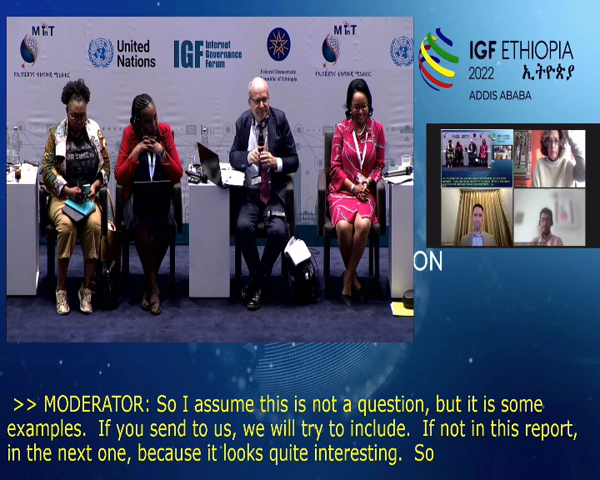 MinT
United
Nations
IGF Internet
Governance
Forum
Federal Democratic
Republic of Ethiopia
MinT
IGF ETHIOPIA
2022 ኢትዮጵያ
ADDIS ABABA
ON
>> MODERATOR: So I assume this is not a question, but it is some
examples. If you send to us, we will try to include. If not in this report,
in the next one, because it looks quite interesting. So